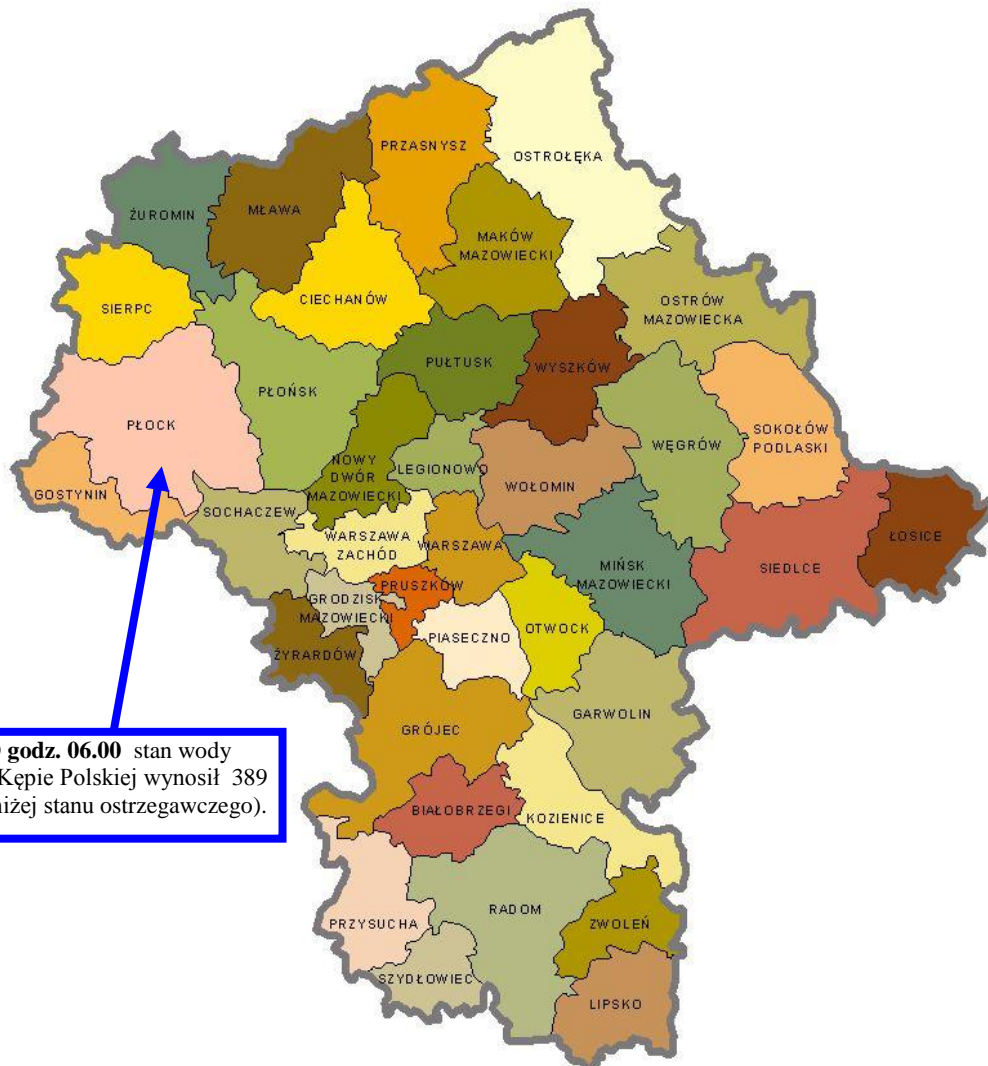 PRZASNYSZ
OSTROŁĘKA
ŻUROMIN
MŁAWA
MAKÓW
MAZOWIECKI
SIERPC
CIECHANÓW
OSTRÓW
MAZOWIECKA
PŁOCK
PŁOŃSK
PUŁTUSK
WYSZKÓW
SOKOŁÓW
PODLASKI
WĘGRÓW
GOSTYNIN
NOWY
DWÓR
MAZOWIECKI
LEGIONOWO
WOŁOMIN
SOCHACZEW
WARSZAWA
ZACHÓD
WARSZAWA
MIŃSK
MAZOWIECKI
SIEDLCE
ŁOSICE
PRUSZKÓW
GRODZISK
MAZOWIECKI
ŻYRARDÓW
PIASECZNO
OTWOCK
GARWOLIN
GRÓJEC
godz. 06.00 stan wody
Kępie Polskiej wynosił 389
stanu ostrzegawczego).
BIAŁOBRZEGI
KOZIENICE
PRZYSUCHA
RADOM
ZWOLEŃ
SZYDŁOWIEC
LIPSKO